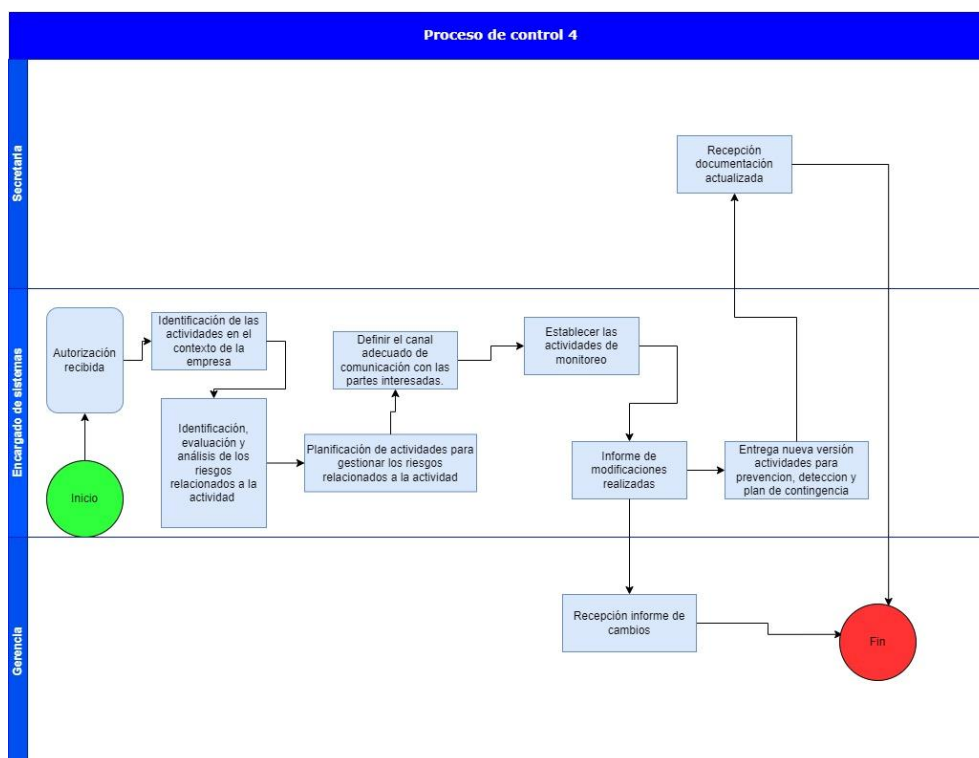 Proceso de control 4
Secretaria
Recepción
documentación
actualizada
Encargado de sistemas
Autorización
recibida
Inicio
Identificación de las
actividades en el
contexto de la
empresa
Identificación,
evaluación y
análisis de los
riesgos
relacionados a la
actividad
Planificación de actividades para
gestionar los riesgos
relacionados a la actividad
Definir el canal
adecuado de
comunicación con las
partes interesadas.
Establecer las
actividades de
monitoreo
Informe de
modificaciones
realizadas
Entrega nueva versión
actividades para
prevencion, deteccion y
plan de contingencia
Gerencia
Recepción informe de
cambios
Fin